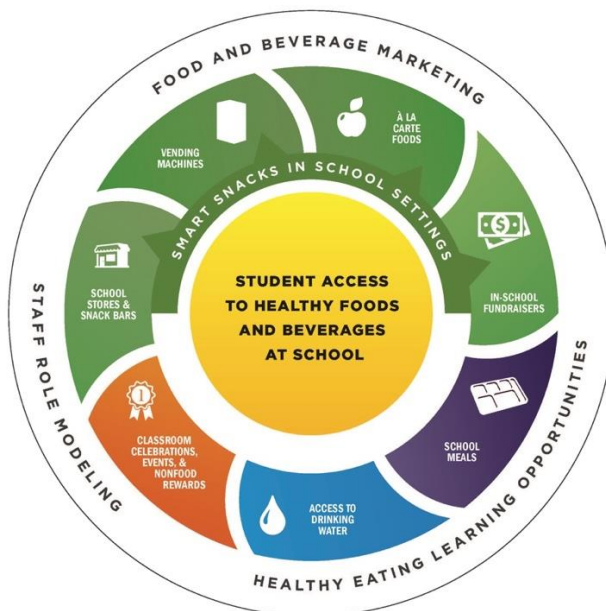 FOOD AND BEVERAGE MARKETING
À LA
CARTE
FOODS
VENDING
MACHINES
SMART SNACKS IN SCHOOL SETTINGS
IN-SCHOOL
FUNDRAISERS
SCHOOL
STORES &
SNACK BARS
STUDENT ACCESS
TO HEALTHY FOODS
AND BEVERAGES
AT SCHOOL
SCHOOL
MEALS
CLASSROOM
CELEBRATIONS,
EVENTS, &
NONFOOD
REWARDS
1
ACCESS TO
DRINKING
WATER
STAFF ROLE MODELING
HEALTHY EATING LEARNING OPPORTUNITIES
$